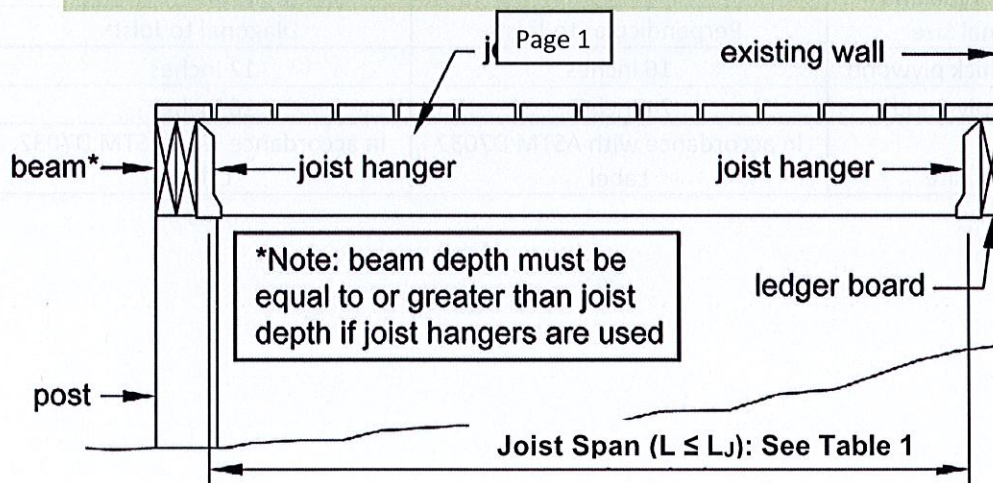 Page 1
existing wall
beam*
joist hanger
joist hanger
*Note: beam depth must be
equal to or greater than joist
depth if joist hangers are used
ledger board
post
Joist Span (L ≤ LJ): See Table 1